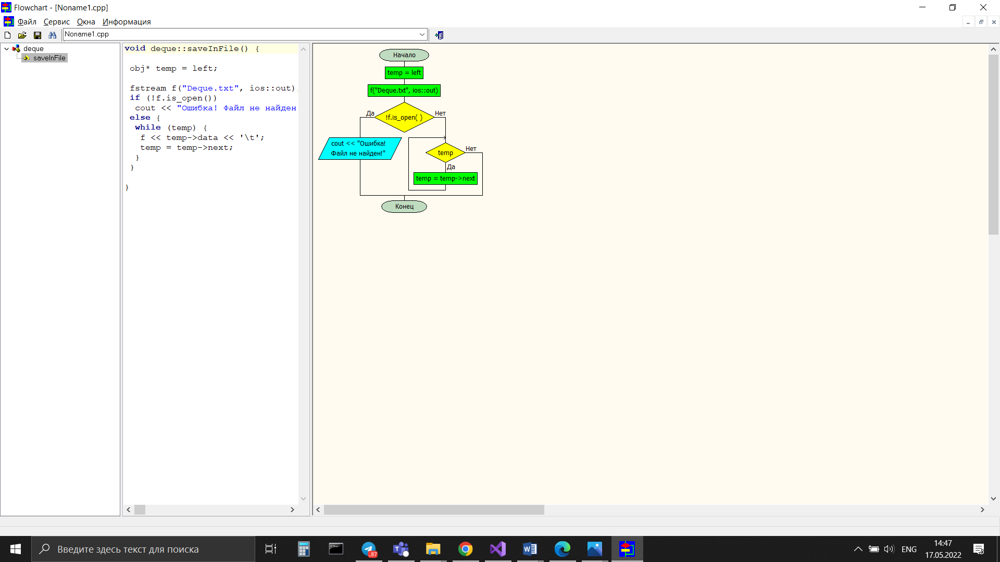 Flowchart - [Noname1.cpp]
Файл Сервис Окна Информация
Noname1.cpp
deque
saveInFile
void deque::saveInFile() {
obj* temp = left;
fstream f("Deque.txt", ios::out)
if (!f.is_open())
cout << "Ошибка! Файл не найден
else {
while (temp) {
f << temp->data << '\t';
temp = temp->next;
}
}
}
Начало
temp = left
f("Deque.txt", ios::out)
Да
!f.is_open( )
Нет
cout << "Ошибка!
Файл не найден!"
temp
Нет
Да
temp = temp->next
Конец
Введите здесь текст для поиска
..87
ENG
14:47
17.05.2022